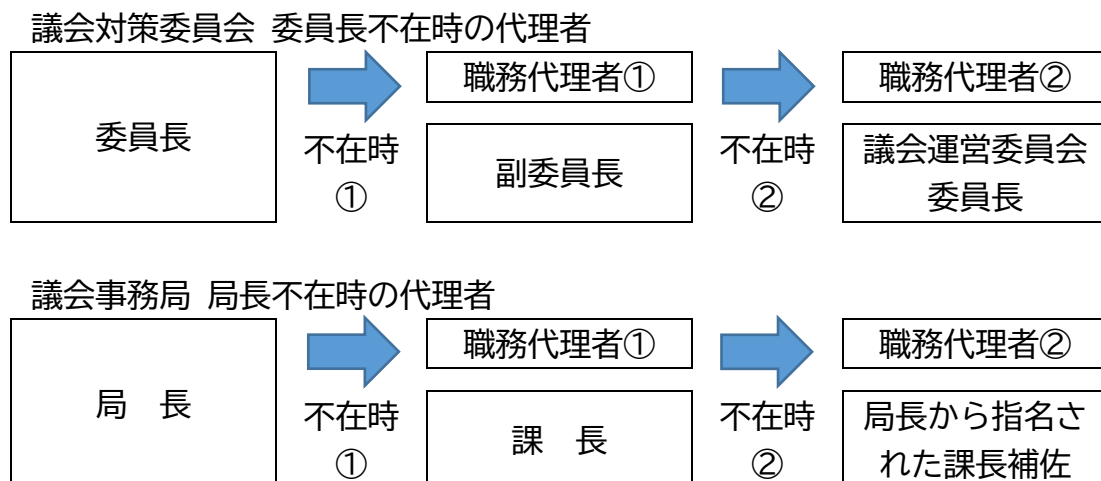 議会対策委員会 委員長不在時の代理者
委員長
不在時
①
職務代理者①
副委員長
不在時
②
職務代理者②
議会運営委員会
委員長
議会事務局 局長不在時の代理者
局　長
不在時
①
職務代理者①
課　長
不在時
②
職務代理者②
局長から指名さ
れた課長補佐